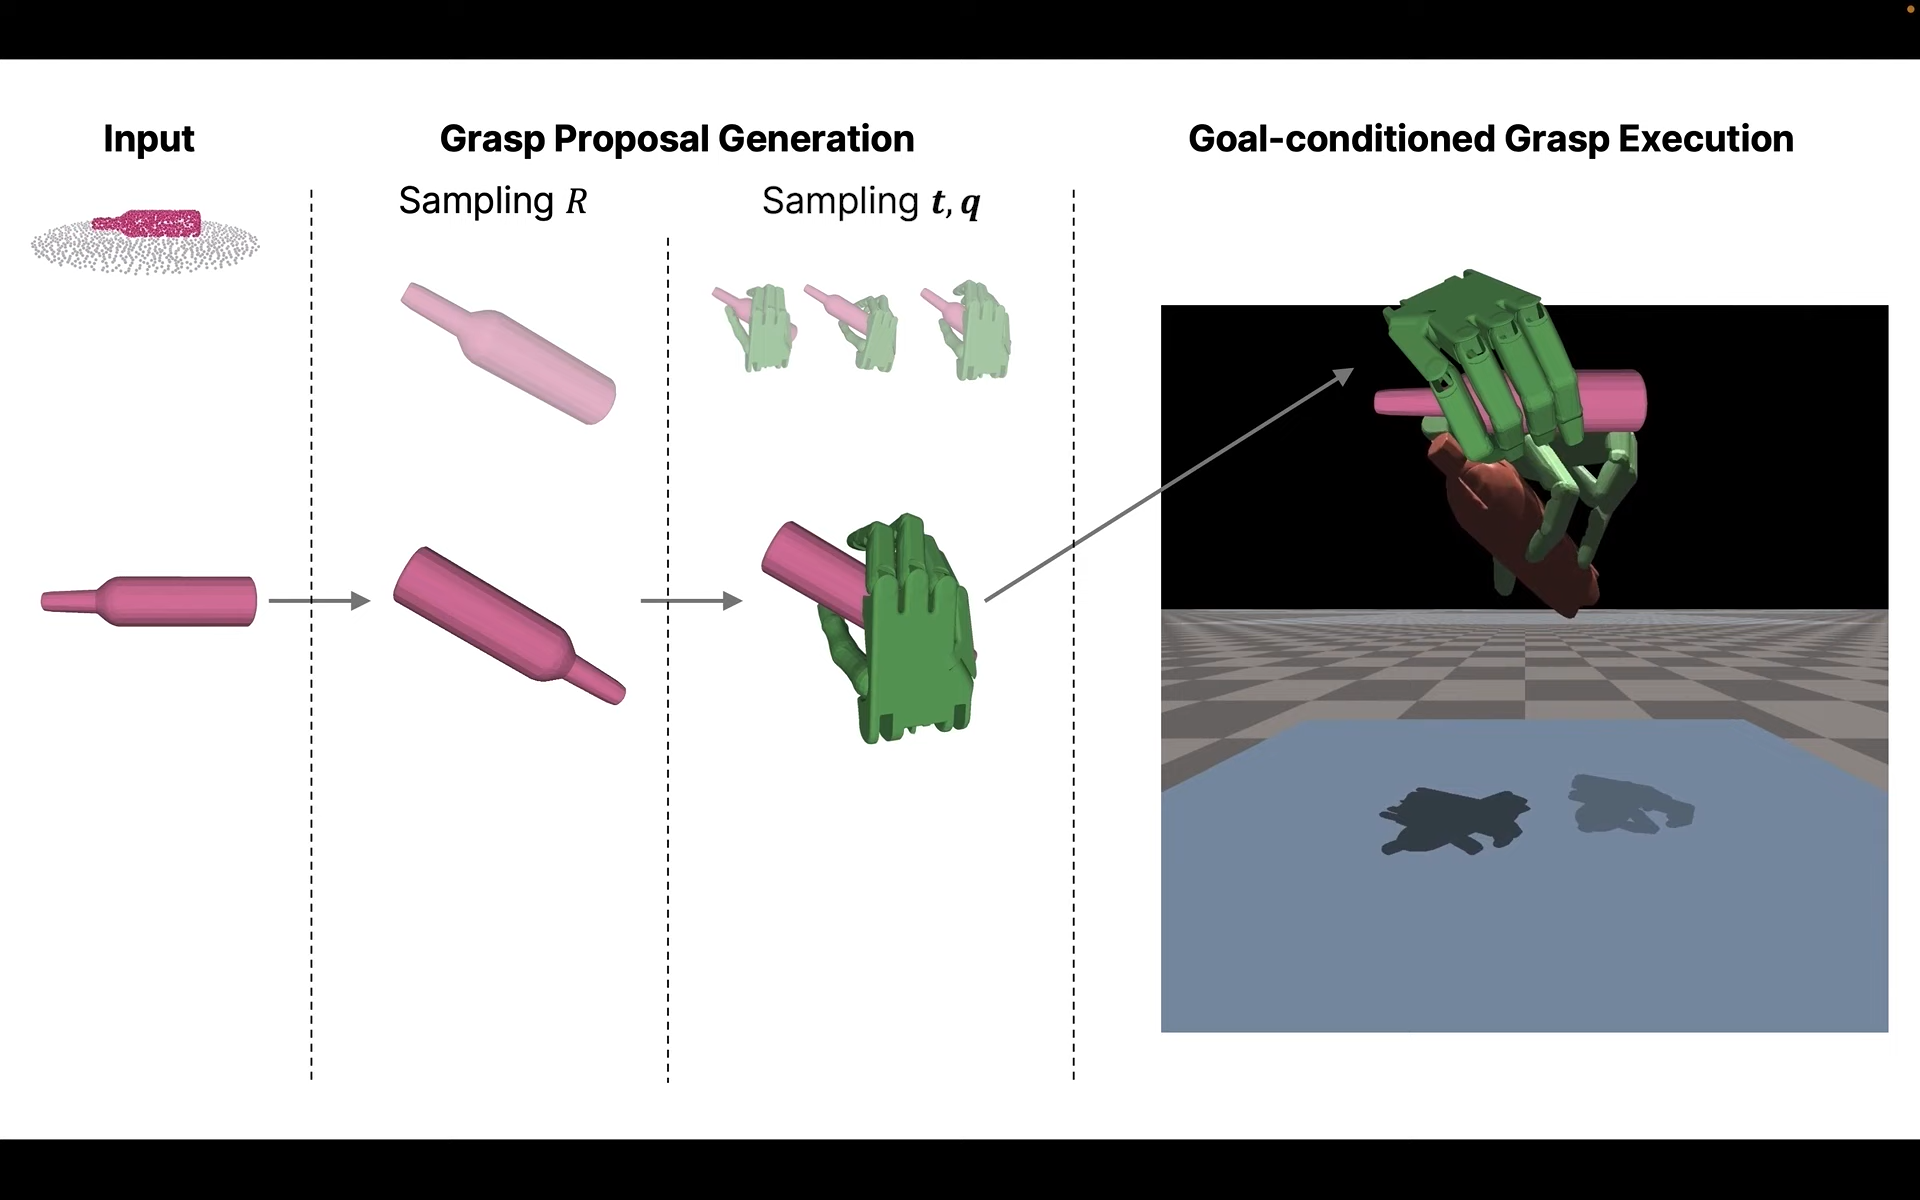 Input
Grasp Proposal Generation
Goal-conditioned Grasp Execution
Sampling R
Sampling t, q